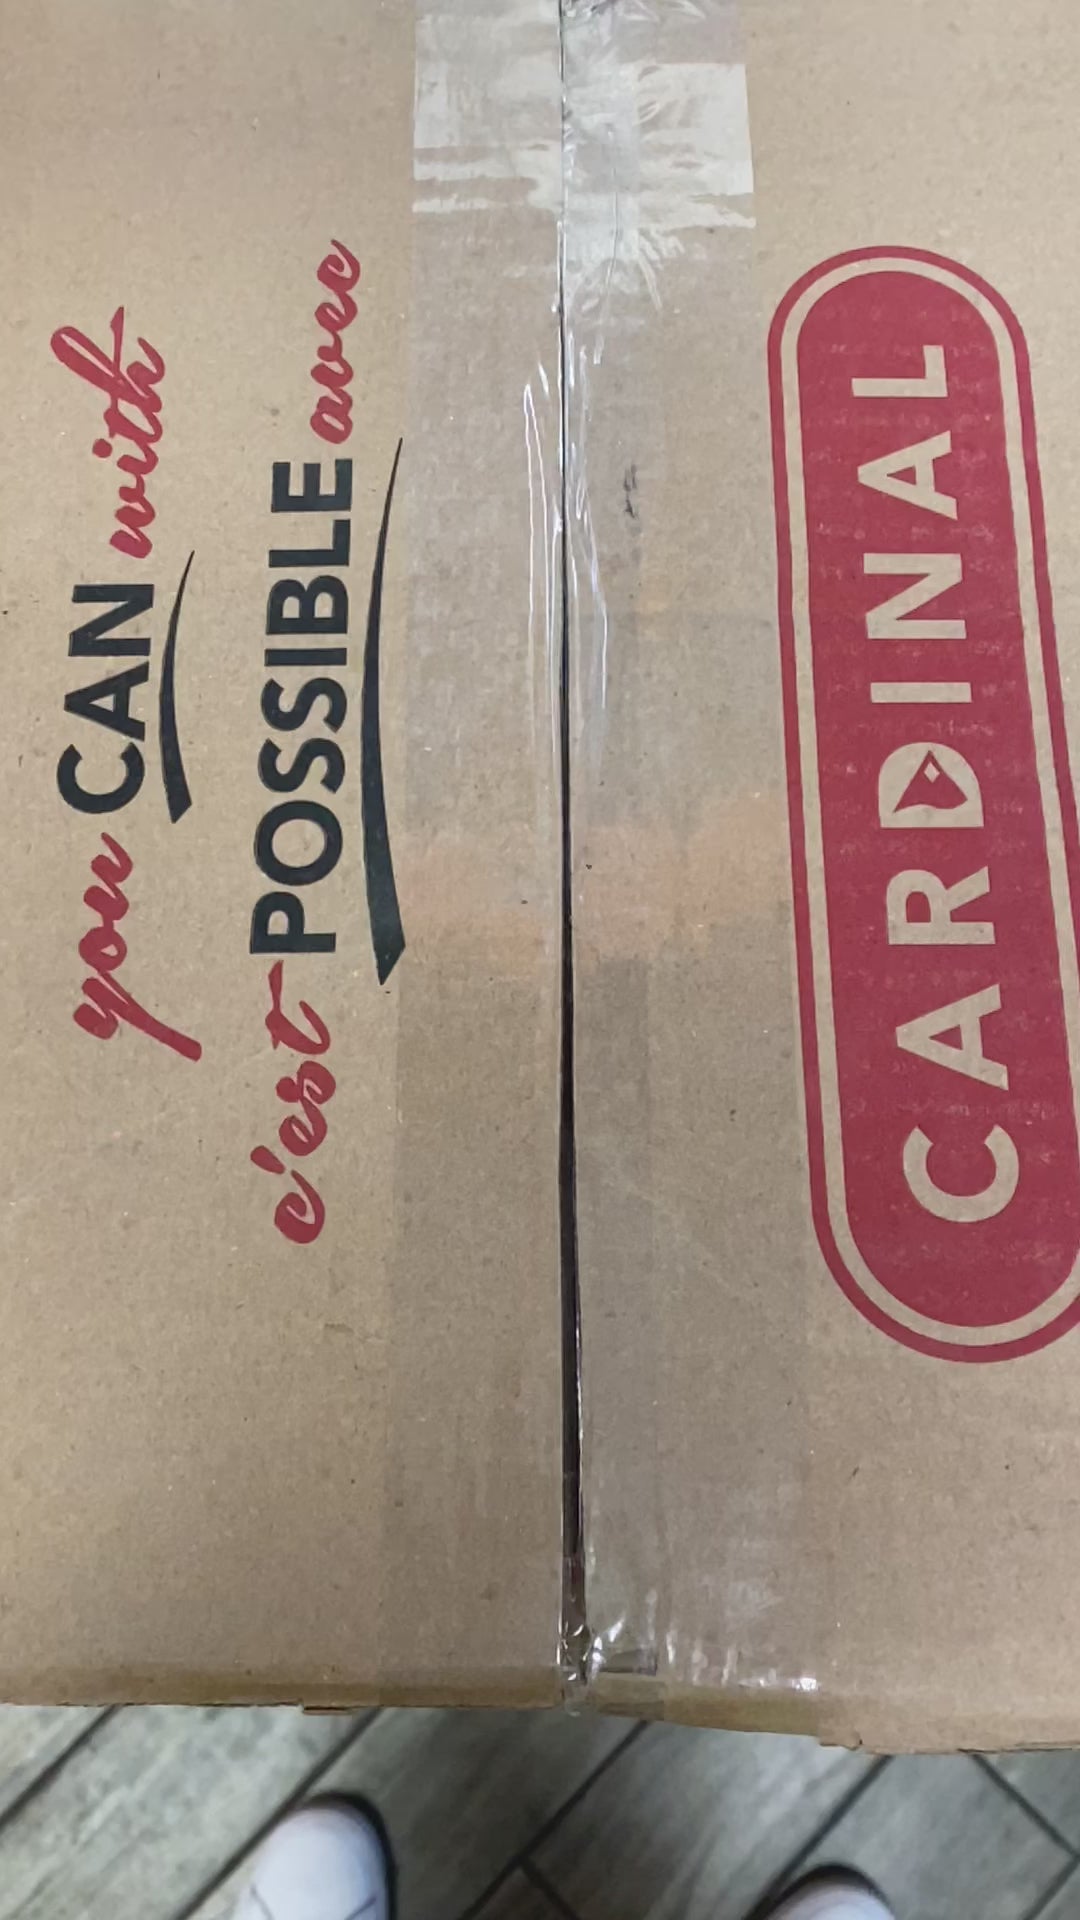 you CAN with
c'est POSSIBLE avec
CARDINAL